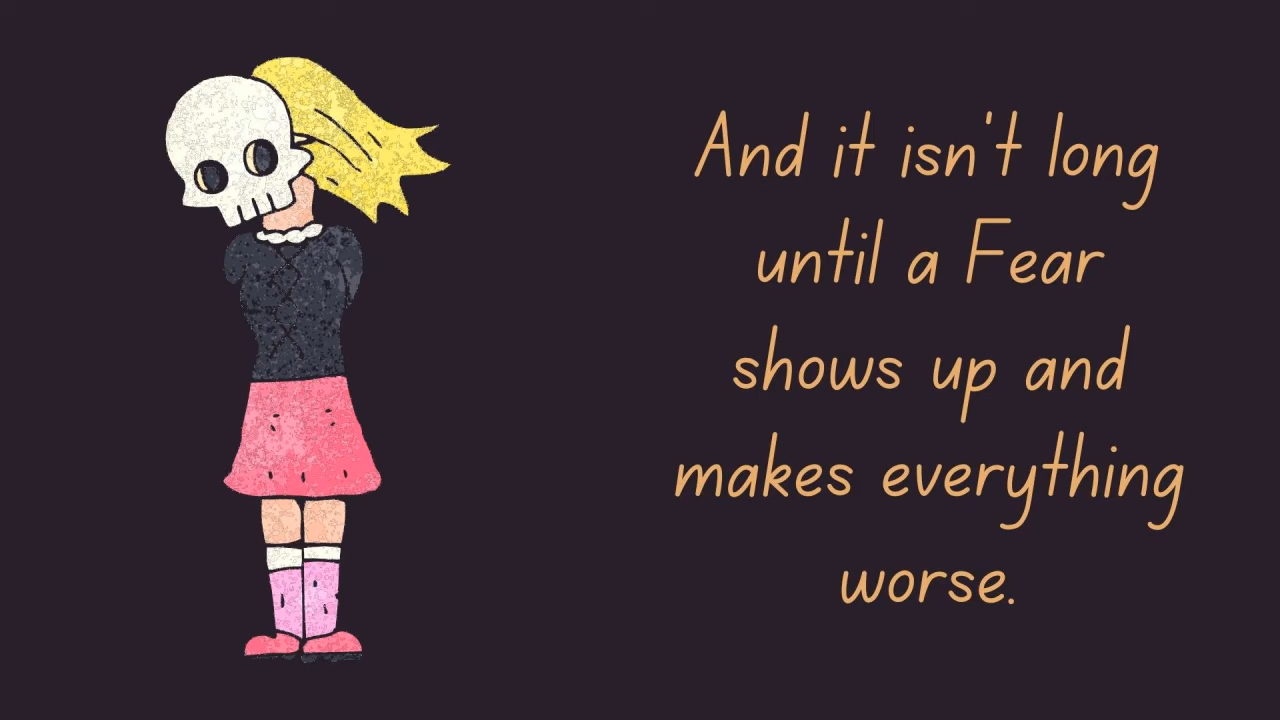 And it isn't long
until a Fear
shows up and
makes everything
worse.